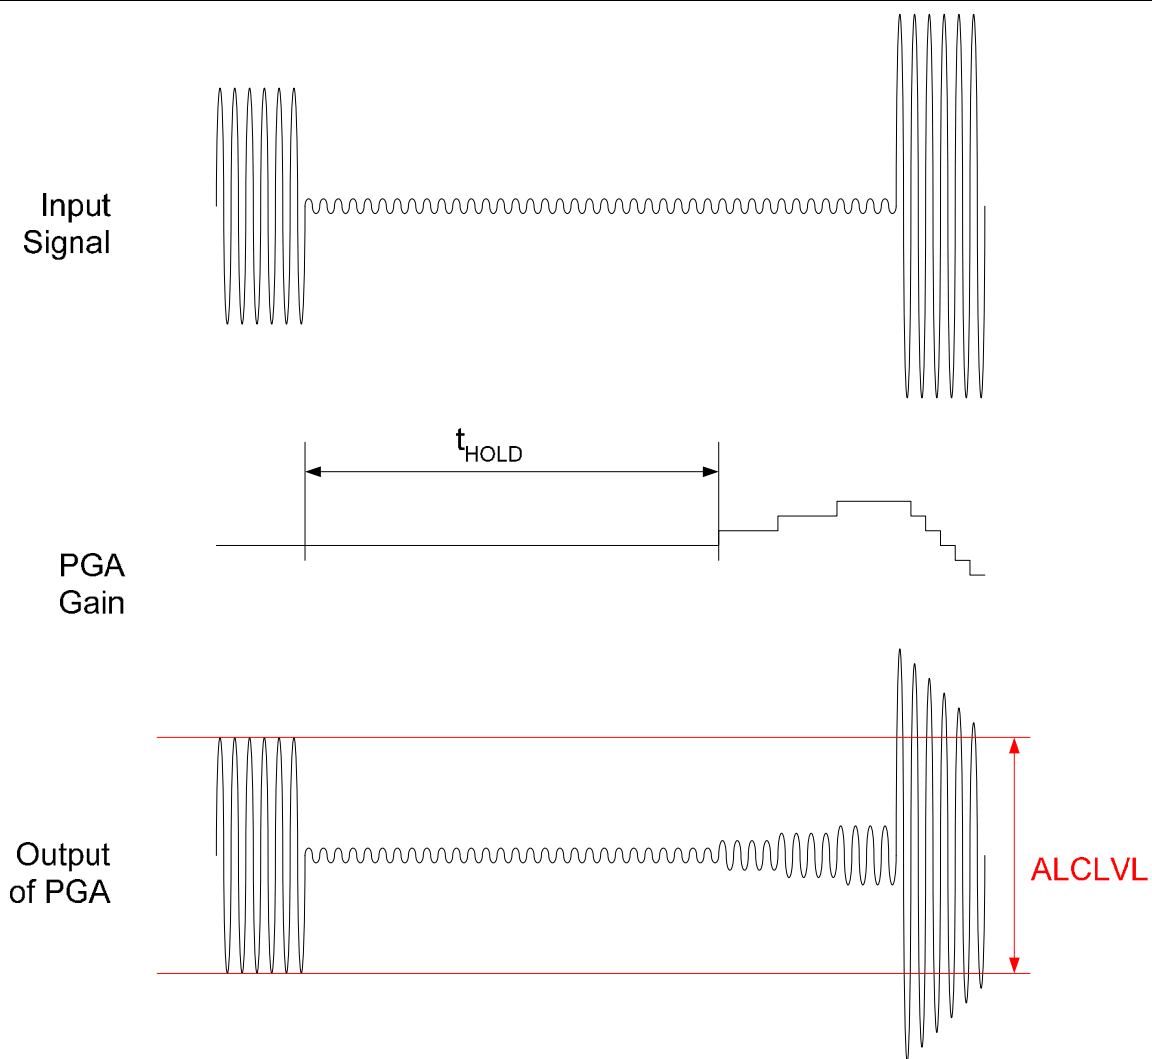 Input
Signal
tHOLD
PGA
Gain
Output
of PGA
ALCLVL